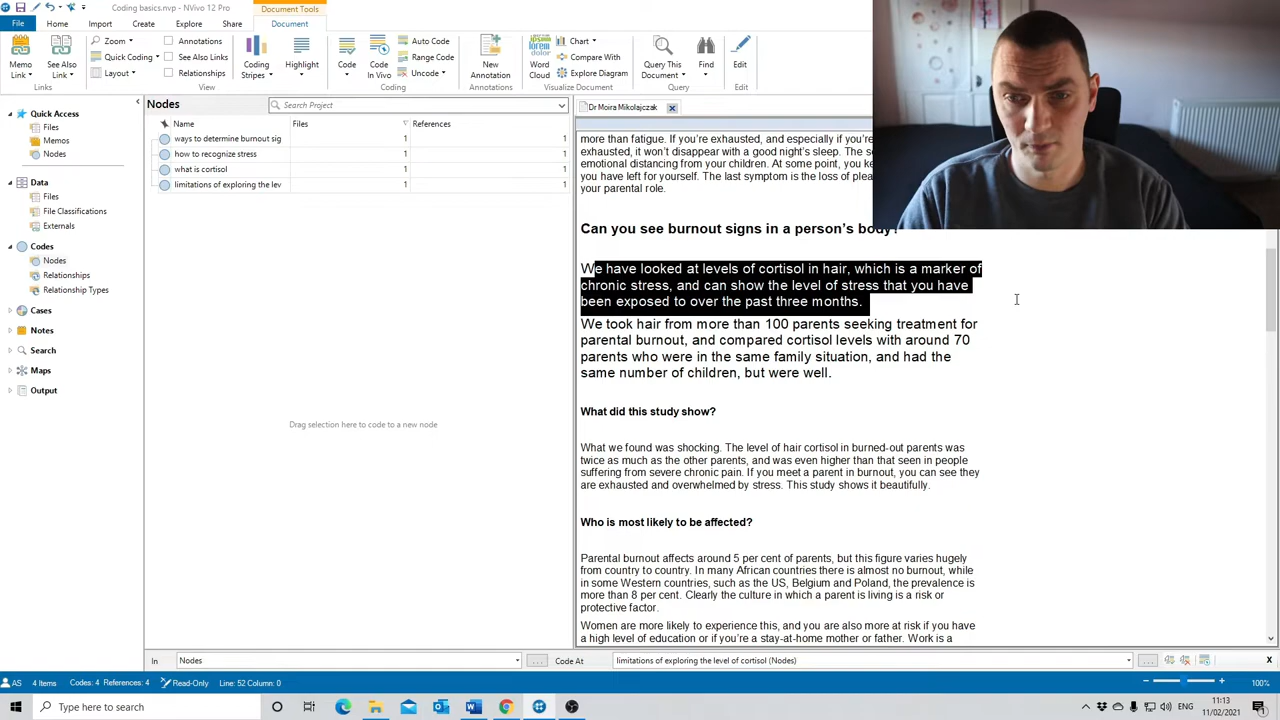 Coding basics.nvp - NVivo 12 Pro
Document Tools
File
Home
Import
Create
Explore
Share
Document
Memo Link
See Also Link
Links
Zoom
Quick Coding
Layout
Annotations
See Also Links
Relationships
View
Coding Stripes
Highlight
Code
Code In Vivo
Auto Code
Range Code
Uncode
Coding
New Annotation
Annotations
Word Cloud
Chart
Compare With
Explore Diagram
Visualize Document
Query This Document
Find
Query
Edit
Edit
Quick Access
Files
Memos
Nodes
Data
Files
File Classifications
Externals
Codes
Nodes
Relationships
Relationship Types
Cases
Notes
Search
Maps
Output
Nodes
Search Project
Name Files References
ways to determine burnout sig 1 1
how to recognize stress 1 1
what is cortisol 1 1
limitations of exploring the lev 1 1
Drag selection here to code to a new node
Dr Moira Mikolajczak
more than fatigue. If you're exhausted, and especially if you're
exhausted, it won't disappear with a good night's sleep. The
emotional distancing from your children. At some point, you
you have left for yourself. The last symptom is the loss of
your parental role.
Can you see burnout signs in a person's body?
We have looked at levels of cortisol in hair, which is a marker of
chronic stress, and can show the level of stress that you have
been exposed to over the past three months.
We took hair from more than 100 parents seeking treatment for
parental burnout, and compared cortisol levels with around 70
parents who were in the same family situation, and had the
same number of children, but were well.
What did this study show?
What we found was shocking. The level of hair cortisol in burned-out parents was
twice as much as the other parents, and was even higher than that seen in people
suffering from severe chronic pain. If you meet a parent in burnout, you can see they
are exhausted and overwhelmed by stress. This study shows it beautifully.
Who is most likely to be affected?
Parental burnout affects around 5 per cent of parents, but this figure varies hugely
from country to country. In many African countries there is almost no burnout, while
in some Western countries, such as the US, Belgium and Poland, the prevalence is
more than 8 per cent. Clearly the culture in which a parent is living is a risk or
protective factor.
Women are more likely to experience this, and you are also more at risk if you have
a high level of education or if you're a stay-at-home mother or father. Work is a
In Nodes ... Code At limitations of exploring the level of cortisol (Nodes) ... x
AS 4 Items Codes: 4 References: 4 Read-Only Line: 52 Column: 0 100%
Type here to search
ENG
11:13
11/02/2021